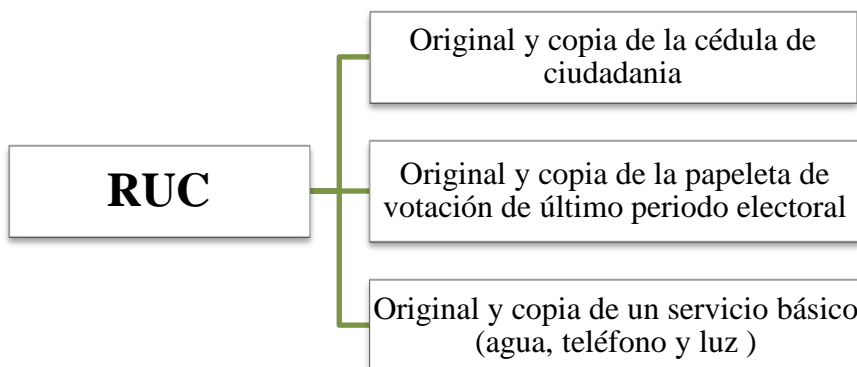 RUC
Original y copia de la cédula de
ciudadania
Original y copia de la papeleta de
votación de último periodo electoral
Original y copia de un servicio básico
(agua, teléfono y luz )